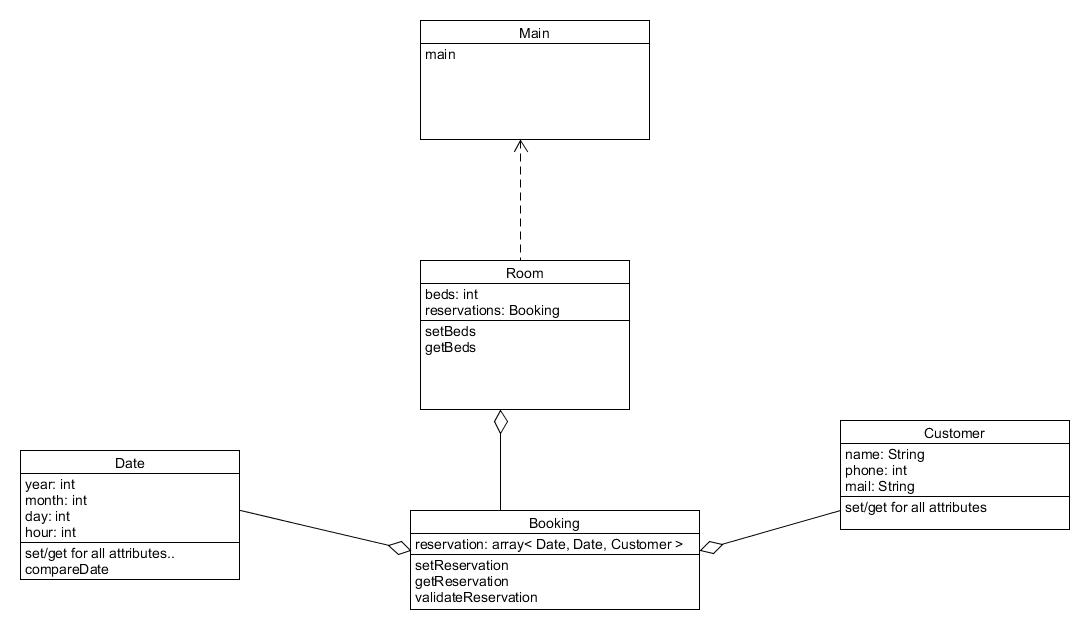 Main
main
Room
beds: int
reservations: Booking
setBeds
getBeds
Date
year: int
month: int
day: int
hour: int
set/get for all attributes..
compareDate
Booking
reservation: array< Date, Date, Customer >
setReservation
getReservation
validateReservation
Customer
name: String
phone: int
mail: String
set/get for all attributes